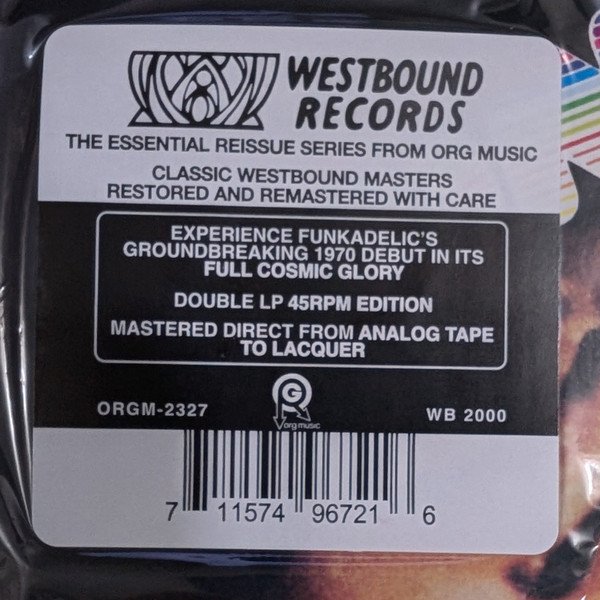 WESTBOUND
RECORDS
THE ESSENTIAL REISSUE SERIES FROM ORG MUSIC
CLASSIC WESTBOUND MASTERS
RESTORED AND REMASTERED WITH CARE
EXPERIENCE FUNKADELIC'S
GROUNDBREAKING 1970 DEBUT IN ITS
FULL COSMIC GLORY
DOUBLE LP 45RPM EDITION
MASTERED DIRECT FROM ANALOG TAPE
TO LACQUER
ORGM-2327
org music
WB 2000
7 11574 96721 6